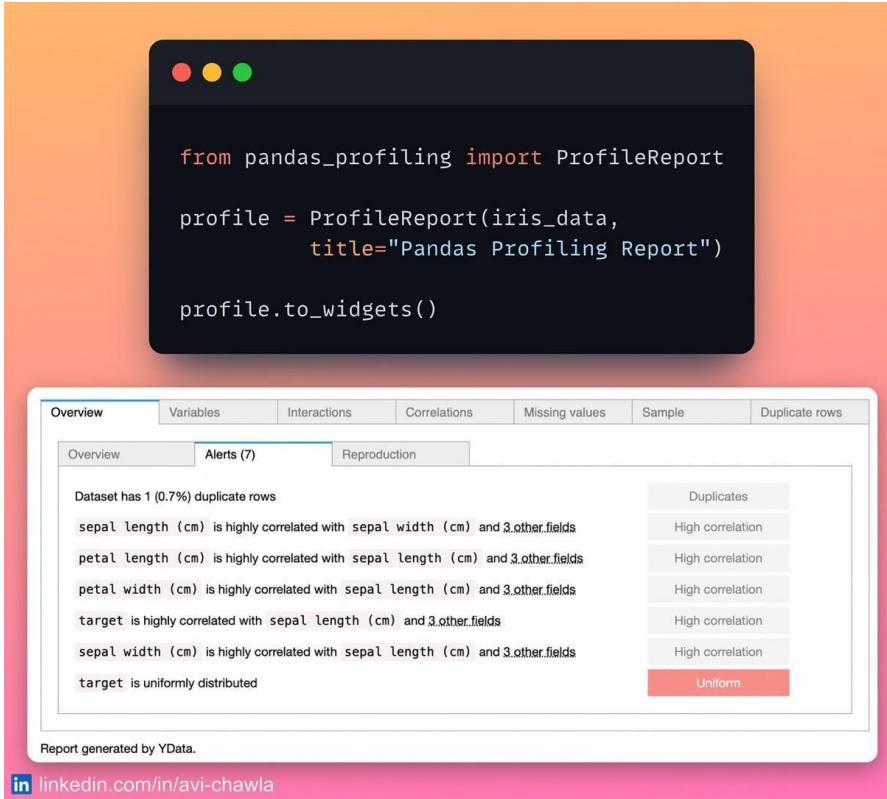 from pandas_profiling import ProfileReport
profile = ProfileReport(iris_data,
title="Pandas Profiling Report")
profile.to_widgets()
Overview Variables Interactions Correlations Missing values Sample Duplicate rows
Overview Alerts (7) Reproduction
Dataset has 1 (0.7%) duplicate rows Duplicates
sepal length (cm) is highly correlated with sepal width (cm) and 3 other fields High correlation
petal length (cm) is highly correlated with sepal length (cm) and 3 other fields High correlation
petal width (cm) is highly correlated with sepal length (cm) and 3 other fields High correlation
target is highly correlated with sepal length (cm) and 3 other fields High correlation
sepal width (cm) is highly correlated with sepal length (cm) and 3 other fields High correlation
target is uniformly distributed Uniform
Report generated by YData.
in linkedin.com/in/avi-chawla